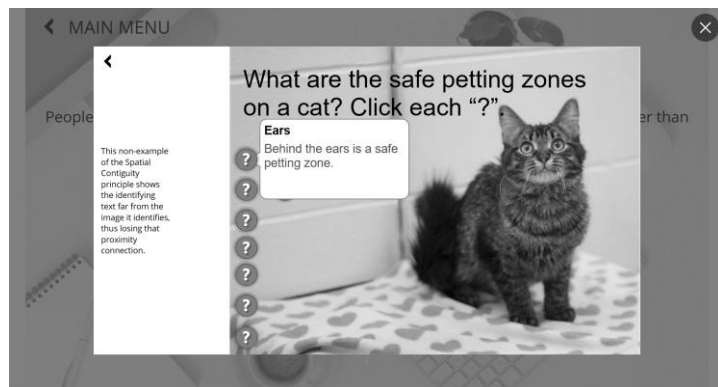 MAIN MENU
People
er than
This non-example
of the Spatial
Contiguity
principle shows
the identifying
text far from the
image it identifies,
thus losing that
proximity
connection.
What are the safe petting zones
on a cat? Click each “?”.
Ears
Behind the ears is a safe
petting zone.
?
?
?
?
?
?
?